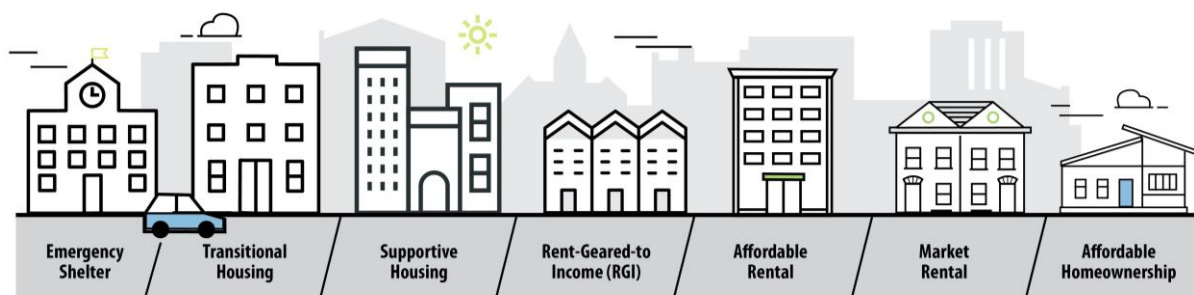 Emergency
Shelter
Transitional
Housing
Supportive
Housing
Rent-Geared-to
Income (RGI)
Affordable
Rental
Market
Rental
Affordable
Homeownership